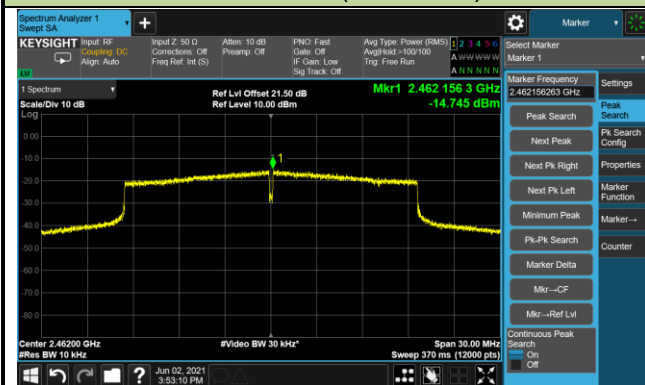 Spectrum Analyzer 1
Swept SA
+
Marker
KEYSIGHT
Input: RF
Coupling: DC
Align: Auto
Input Z: 50 Ω
Corrections: Off
Freq Ref: Int (S)
Atten: 10 dB
Preamp: Off
PNO: Fast
Gate: Off
IF Gain: Low
Sig Track: Off
Avg Type: Power (RMS)
Avg|Hold:>100/100
Trig: Free Run
1 2 3 4 5 6
A W W W W W
A N N N N N
Select Marker
Marker 1
1 Spectrum
Scale/Div 10 dB
Log
Ref Lvl Offset 21.50 dB
Ref Level 10.00 dBm
Mkr1 2.462 156 3 GHz
-14.745 dBm
Marker Frequency
2.462156263 GHz
Settings
Peak Search
Peak
Search
Next Peak
Pk Search
Config
Next Pk Right
Properties
Next Pk Left
Marker
Function
Minimum Peak
Marker→
Pk-Pk Search
Counter
Marker Delta
Mkr→CF
Mkr→Ref Lvl
Continuous Peak
Search
On
Off
0.00
-10.0
-20.0
-30.0
-40.0
-50.0
-60.0
-70.0
-80.0
1
Center 2.46200 GHz
#Res BW 10 kHz
#Video BW 30 kHz*
Span 30.00 MHz
Sweep 370 ms (12000 pts)
?
Jun 02, 2021
3:53:10 PM